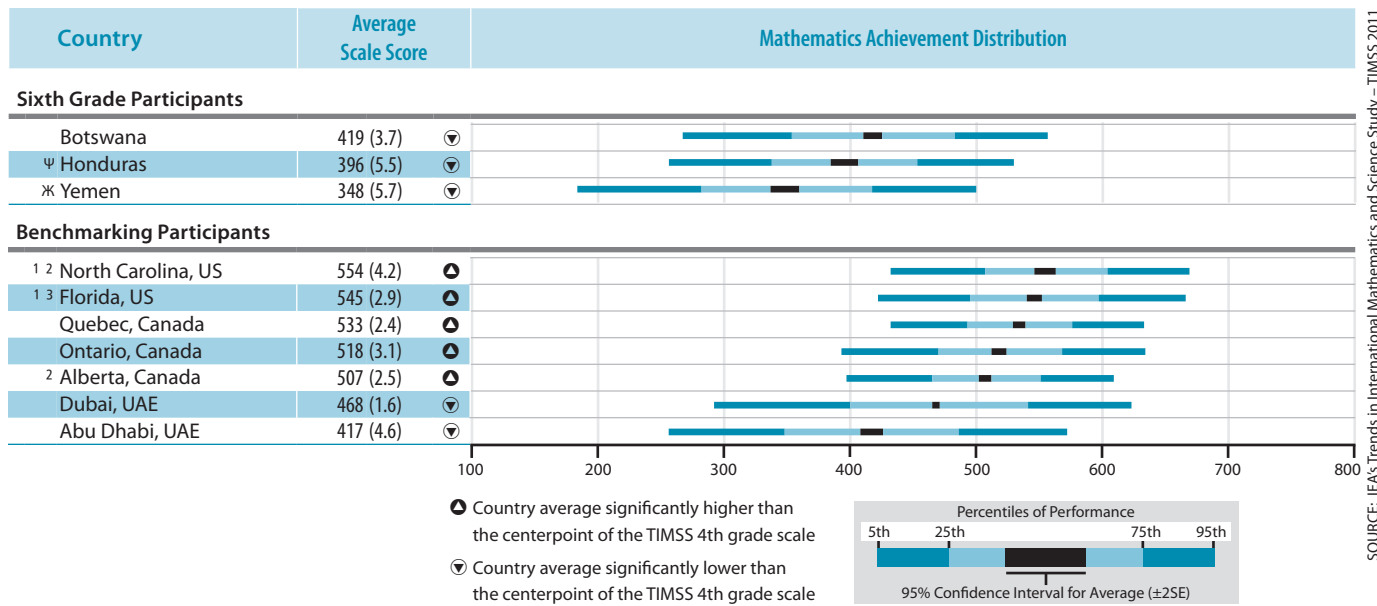 Country
Average
Scale Score
Mathematics Achievement Distribution
Sixth Grade Participants
Botswana 419 (3.7)
Ψ Honduras 396 (5.5)
Ж Yemen 348 (5.7)
Benchmarking Participants
1 2 North Carolina, US 554 (4.2)
1 3 Florida, US 545 (2.9)
Quebec, Canada 533 (2.4)
Ontario, Canada 518 (3.1)
2 Alberta, Canada 507 (2.5)
Dubai, UAE 468 (1.6)
Abu Dhabi, UAE 417 (4.6)
100 200 300 400 500 600 700 800
Country average significantly higher than
the centerpoint of the TIMSS 4th grade scale
Country average significantly lower than
the centerpoint of the TIMSS 4th grade scale
Percentiles of Performance
5th 25th 75th 95th
95% Confidence Interval for Average (±2SE)
SOURCE: IEA's Trends in International Mathematics and Science Study – TIMSS 2011